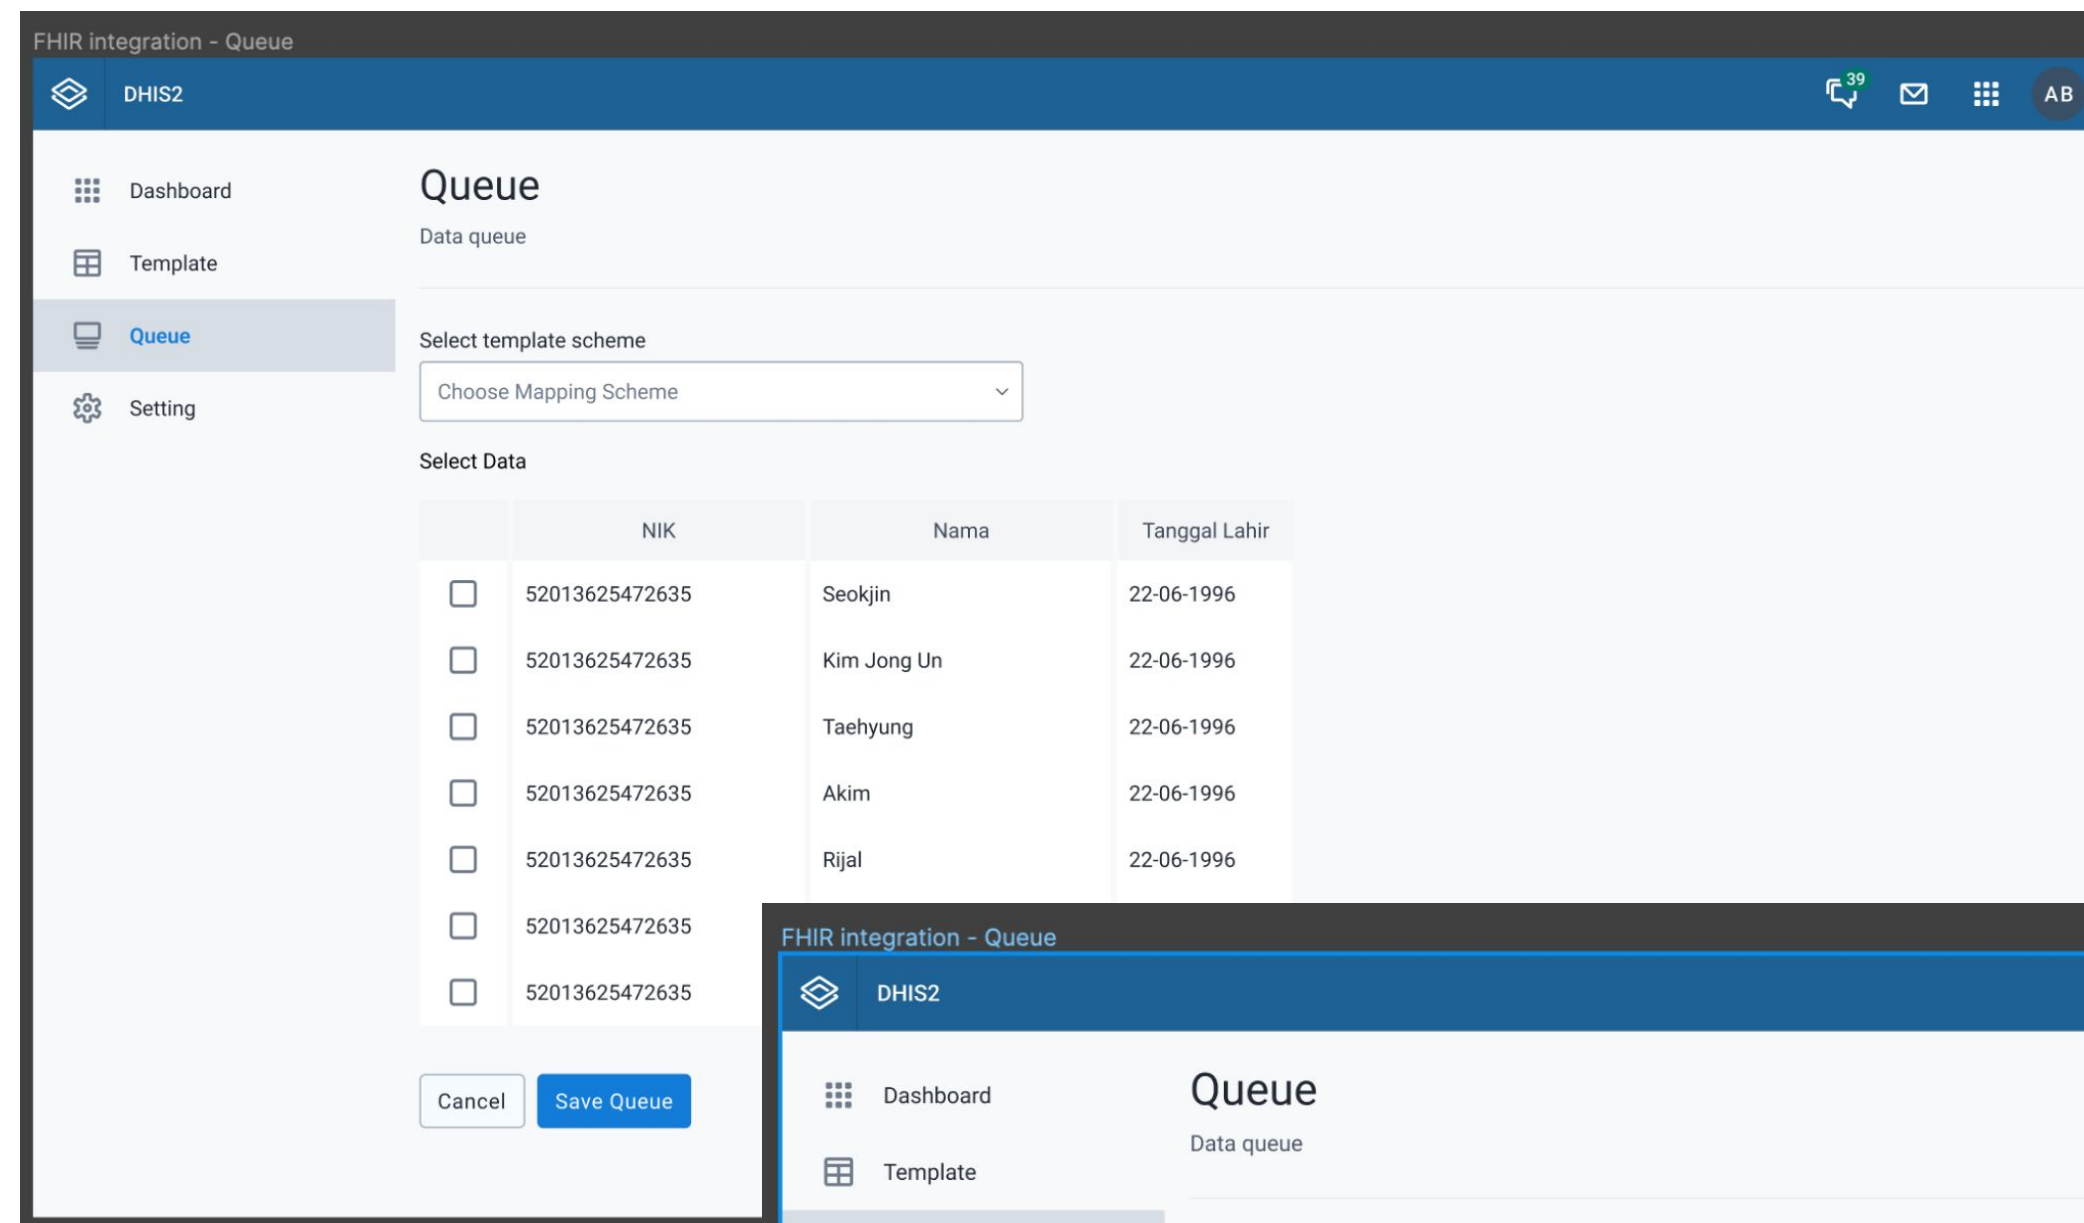 FHIR integration - Queue
DHIS2
39
AB
Dashboard
Template
Queue
Setting
Queue
Data queue
Select template scheme
Choose Mapping Scheme
Select Data
NIK Nama Tanggal Lahir
52013625472635 Seokjin 22-06-1996
52013625472635 Kim Jong Un 22-06-1996
52013625472635 Taehyung 22-06-1996
52013625472635 Akim 22-06-1996
52013625472635 Rijal 22-06-1996
52013625472635
52013625472635
Cancel Save Queue
FHIR integration - Queue
DHIS2
Dashboard
Template
Queue
Data queue